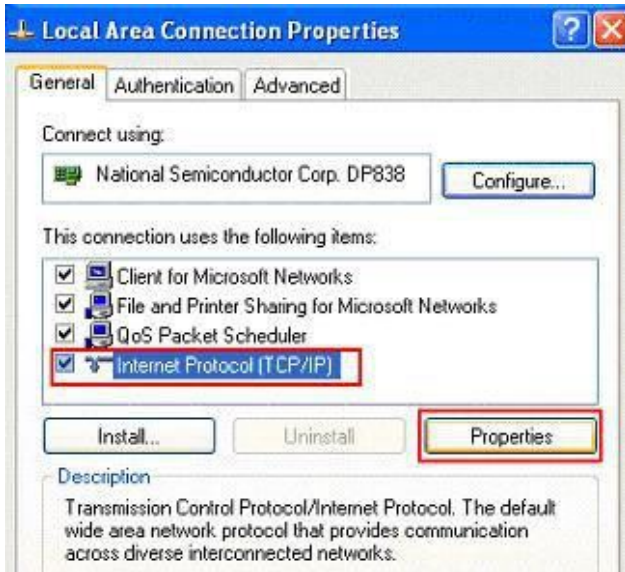 Local Area Connection Properties
General Authentication Advanced
Connect using:
National Semiconductor Corp. DP838 Configure...
This connection uses the following items:
Client for Microsoft Networks
File and Printer Sharing for Microsoft Networks
QoS Packet Scheduler
Internet Protocol (TCP/IP)
Install... Uninstall Properties
Description
Transmission Control Protocol/Internet Protocol. The default
wide area network protocol that provides communication
across diverse interconnected networks.